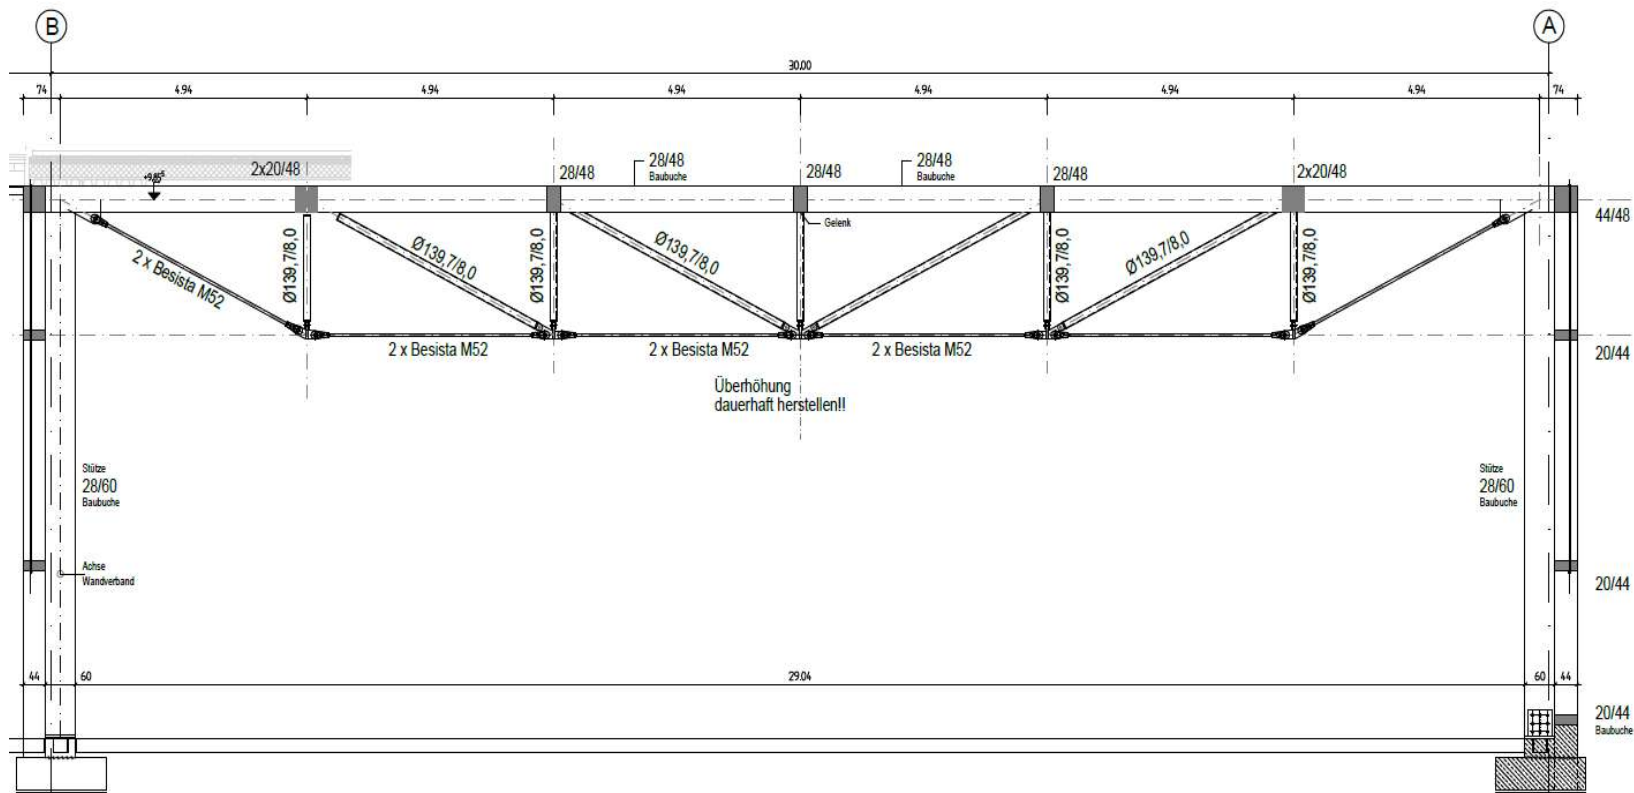 B
A
30.00
74
4.94
4.94
4.94
4.94
4.94
4.94
74
2x20/48
28/48
28/48
Baubuche
28/48
28/48
Baubuche
28/48
2x20/48
44/48
Gelenk
2 x Besista M52
Ø139,7/8,0
Ø139,7/8,0
Ø139,7/8,0
Ø139,7/8,0
Ø139,7/8,0
Ø139,7/8,0
Ø139,7/8,0
2 x Besista M52
2 x Besista M52
2 x Besista M52
20/44
Überhöhung
dauerhaft herstellen!!
Stütze
28/60
Baubuche
Stütze
28/60
Baubuche
Achse
Wandverband
20/44
44
60
29.04
60
44
20/44
Baubuche